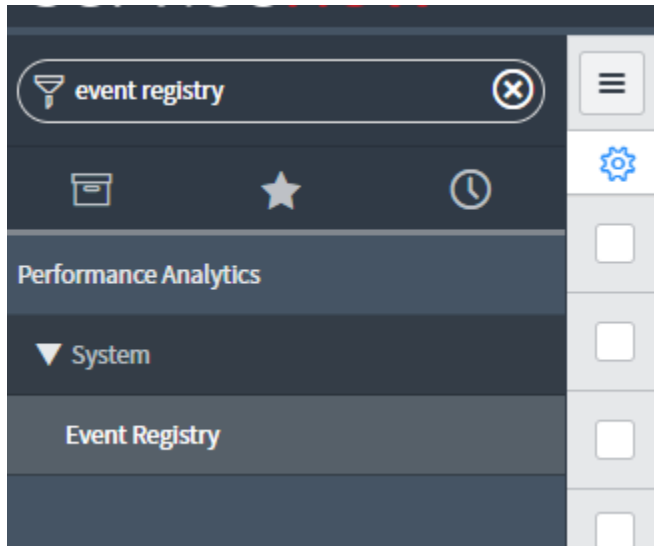 event registry
Performance Analytics
System
Event Registry